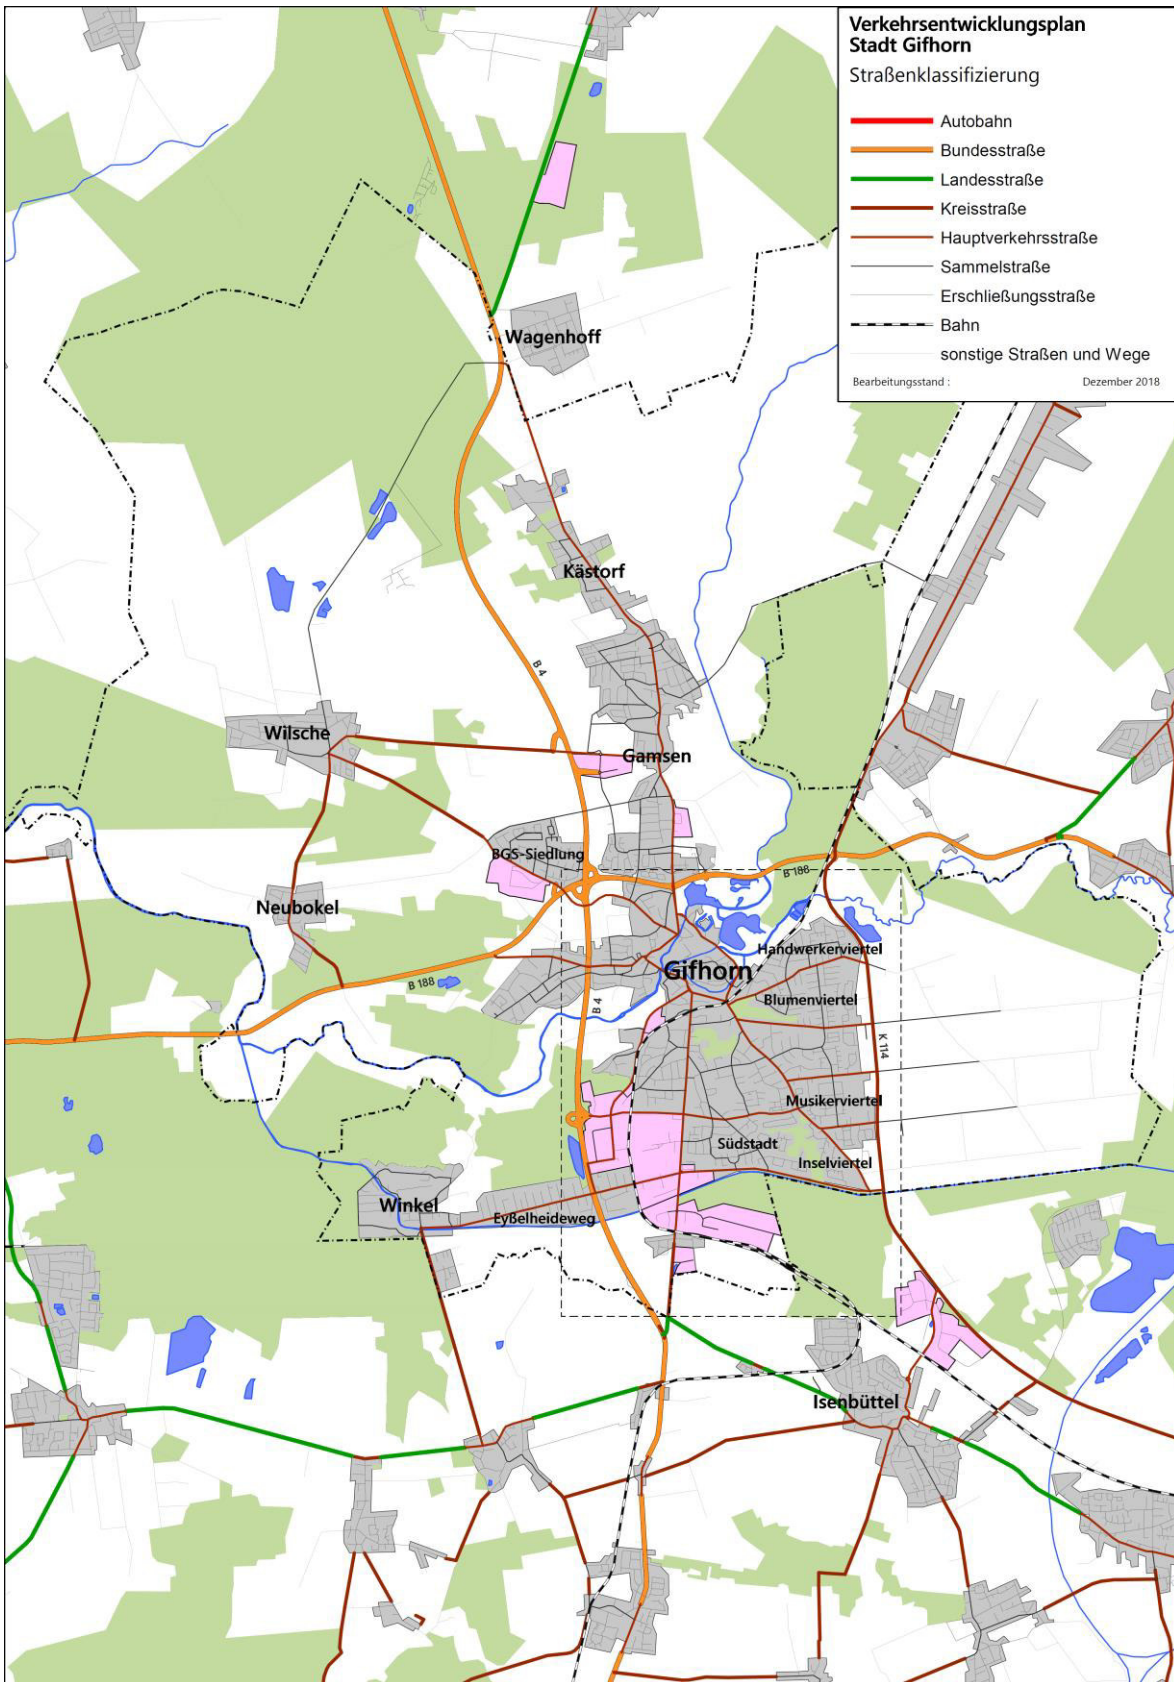 Verkehrsentwicklungsplan
Stadt Gifhorn
Straßenklassifizierung
Autobahn
Bundesstraße
Landesstraße
Kreisstraße
Hauptverkehrsstraße
Sammelstraße
Erschließungsstraße
Bahn
sonstige Straßen und Wege
Bearbeitungsstand : Dezember 2018
Wagenhoff
Kästorf
B 4
Wilsche
Gamsen
BGS-Siedlung
B 188
Neubokel
Handwerkerviertel
Gifhorn
B 188
Blumenviertel
B 4
K 114
Musikerviertel
Südstadt
Inselviertel
Winkel
Eyßelheideweg
Isenbüttel